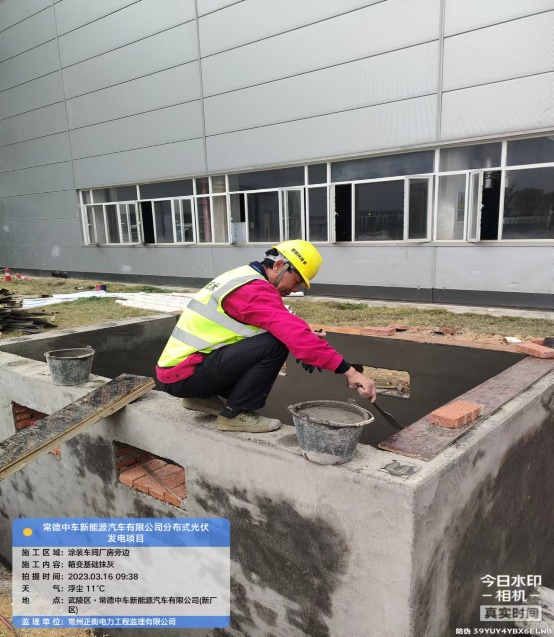 常德中车新能源汽车有限公司分布式光伏
发电项目
施工区域：涂装车间厂房旁边
施工内容：箱变基础抹灰
拍摄时间：2023.03.16 09:38
天　　气：浮尘 11℃
地　　点：武陵区·常德中车新能源汽车有限公司(新厂
区)
监理单位：常州正衡电力工程监理有限公司
今日水印
相机
真实时间
防伪 39YUY4YBX6ELWU